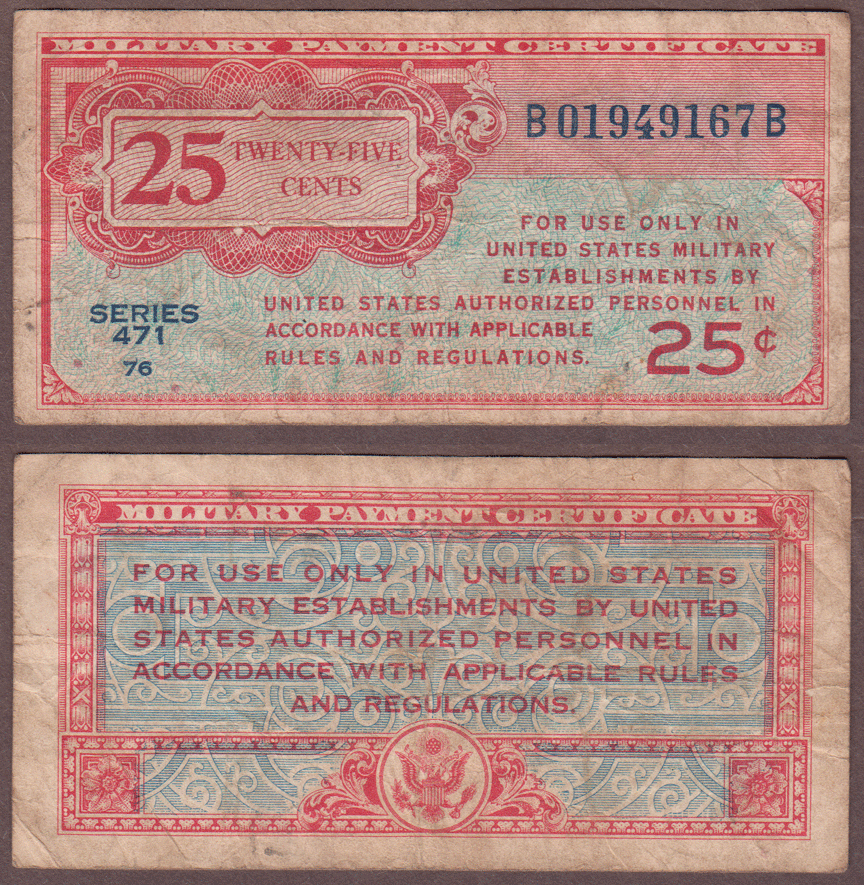 MILITARY PAYMENT CERTIFICATE
B01949167B
25 TWENTY-FIVE
CENTS
FOR USE ONLY IN
UNITED STATES MILITARY
ESTABLISHMENTS BY
UNITED STATES AUTHORIZED PERSONNEL IN
ACCORDANCE WITH APPLICABLE
RULES AND REGULATIONS.
25¢
SERIES
471
76
MILITARY PAYMENT CERTIFICATE
FOR USE ONLY IN UNITED STATES
MILITARY ESTABLISHMENTS BY UNITED
STATES AUTHORIZED PERSONNEL IN
ACCORDANCE WITH APPLICABLE RULES
AND REGULATIONS.